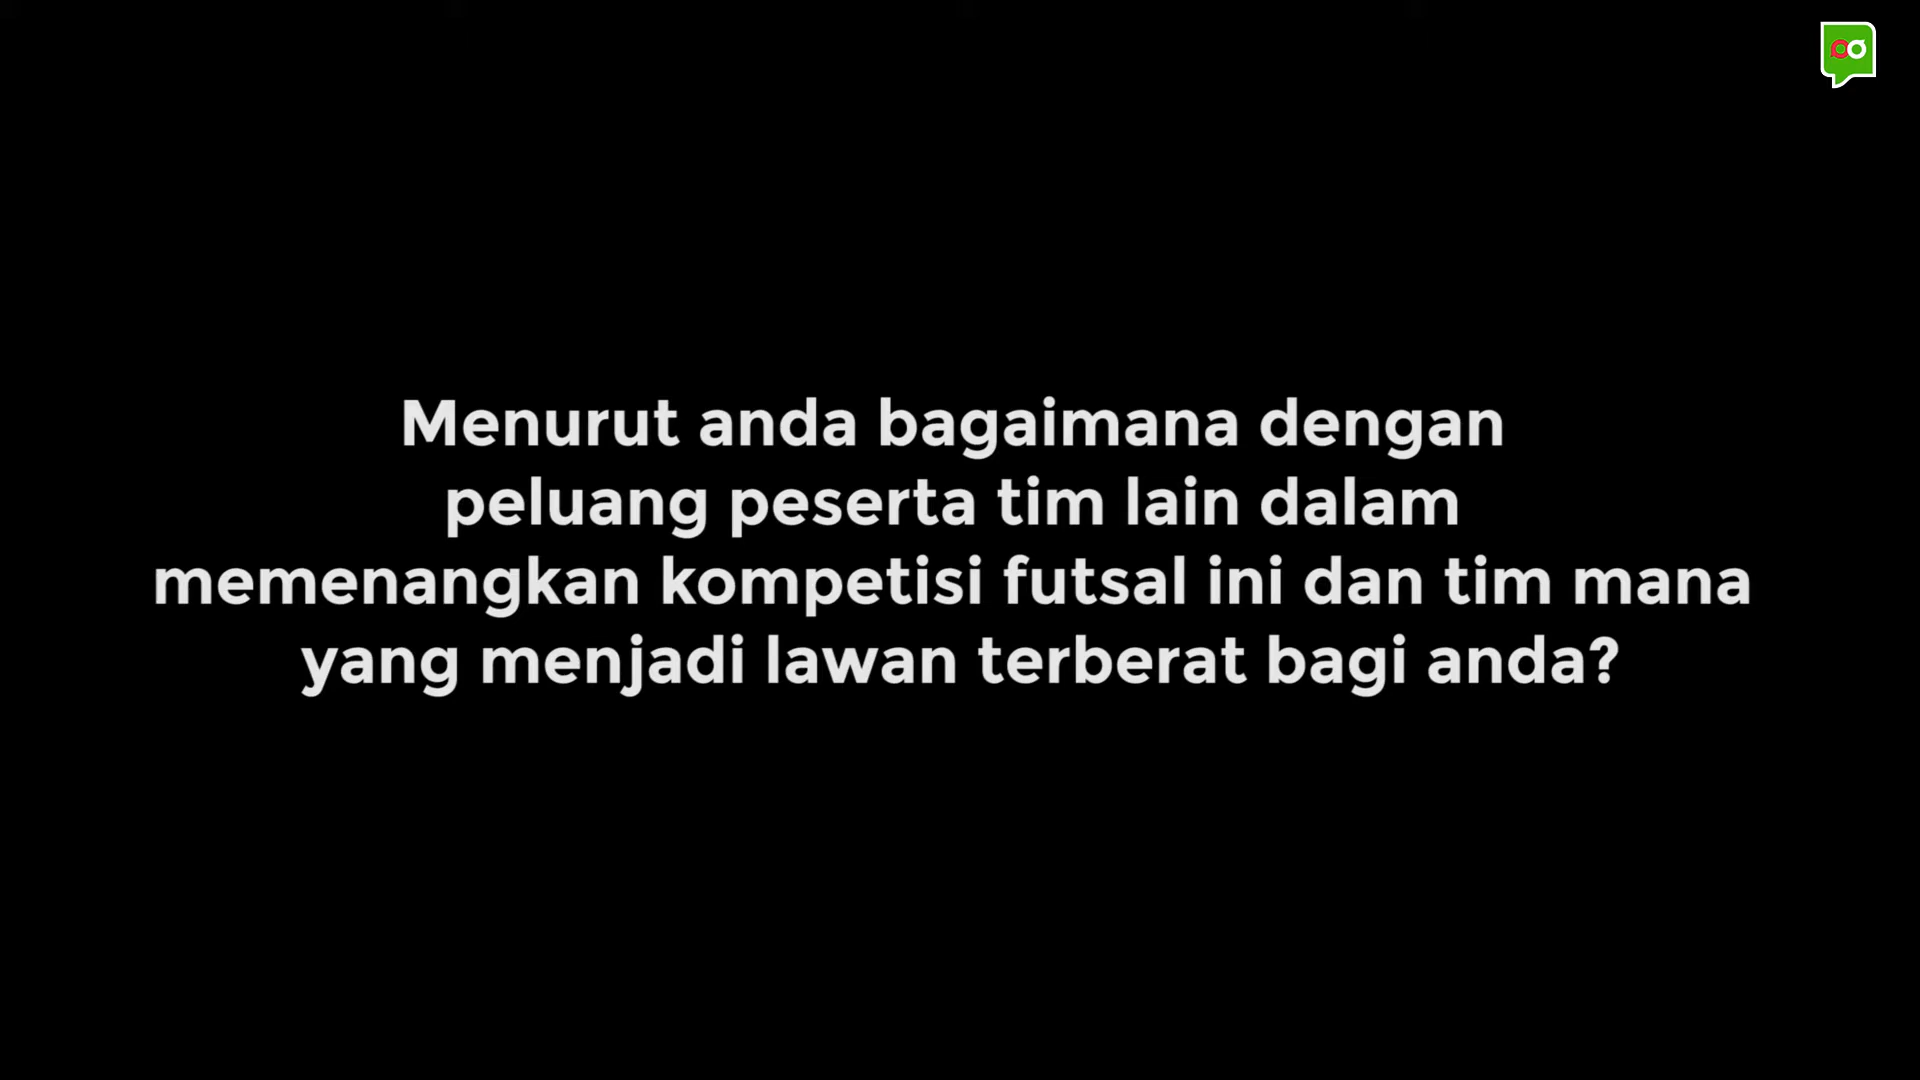 Menurut anda bagaimana dengan
peluang peserta tim lain dalam
memenangkan kompetisi futsal ini dan tim mana
yang menjadi lawan terberat bagi anda?